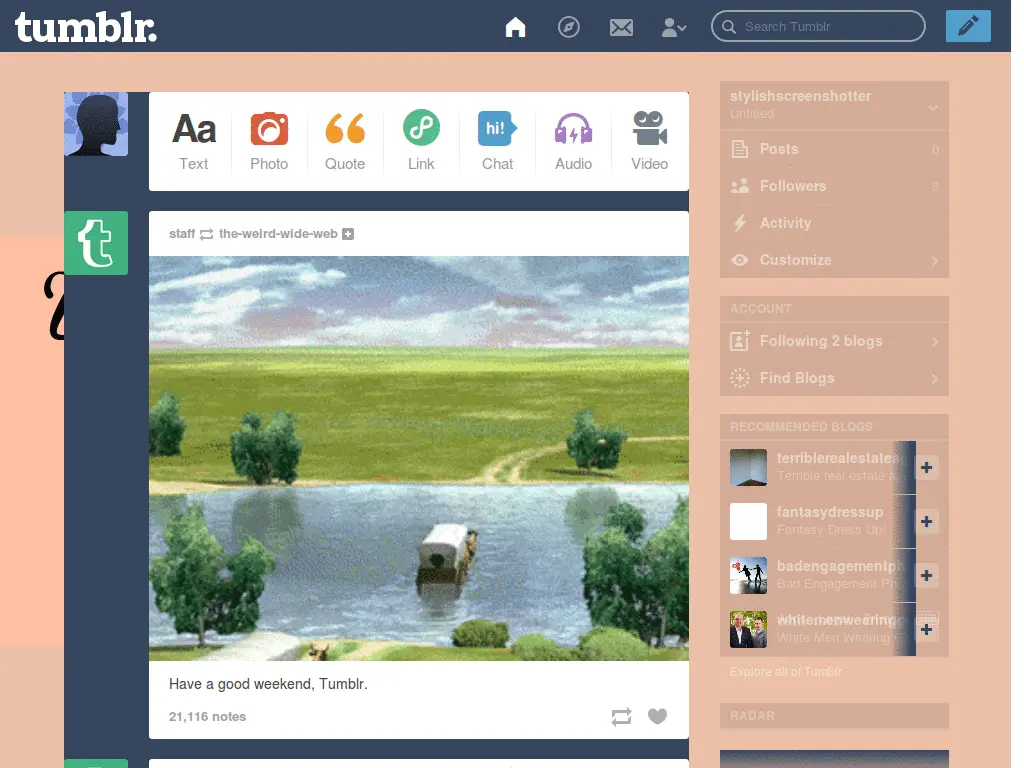 tumblr.
Search Tumblr
Aa
Text
Photo
Quote
Link
hi!
Chat
Audio
Video
stylishscreenshotter
Untitled
Posts 0
Followers 3
Activity
Customize
t
staff the-weird-wide-web
ACCOUNT
Following 2 blogs
Find Blogs
RECOMMENDED BLOGS
terriblerealestatea
Terrible real estate
fantasydressup
Fantasy Dress Up!
badengagementph
Bad Engagement Ph
whitemenwearingg
White Men Wearing G
Explore all of Tumblr
RADAR
Have a good weekend, Tumblr.
21,116 notes